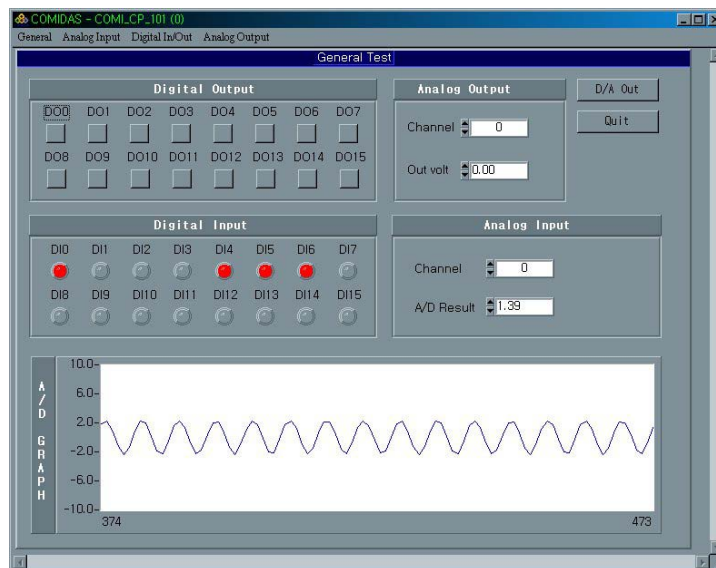 COMIDAS - COMI_CP_101 (0)
General Analog Input Digital In/Out Analog Output
General Test
Digital Output
DO0 DO1 DO2 DO3 DO4 DO5 DO6 DO7
DO8 DO9 DO10 DO11 DO12 DO13 DO14 DO15
Analog Output
Channel 0
Out volt 0.00
D/A Out
Quit
Digital Input
DI0 DI1 DI2 DI3 DI4 DI5 DI6 DI7
DI8 DI9 DI10 DI11 DI12 DI13 DI14 DI15
Analog Input
Channel 0
A/D Result 1.39
A/D GRAPH
10.0
6.0
2.0
-2.0
-6.0
-10.0
374 473